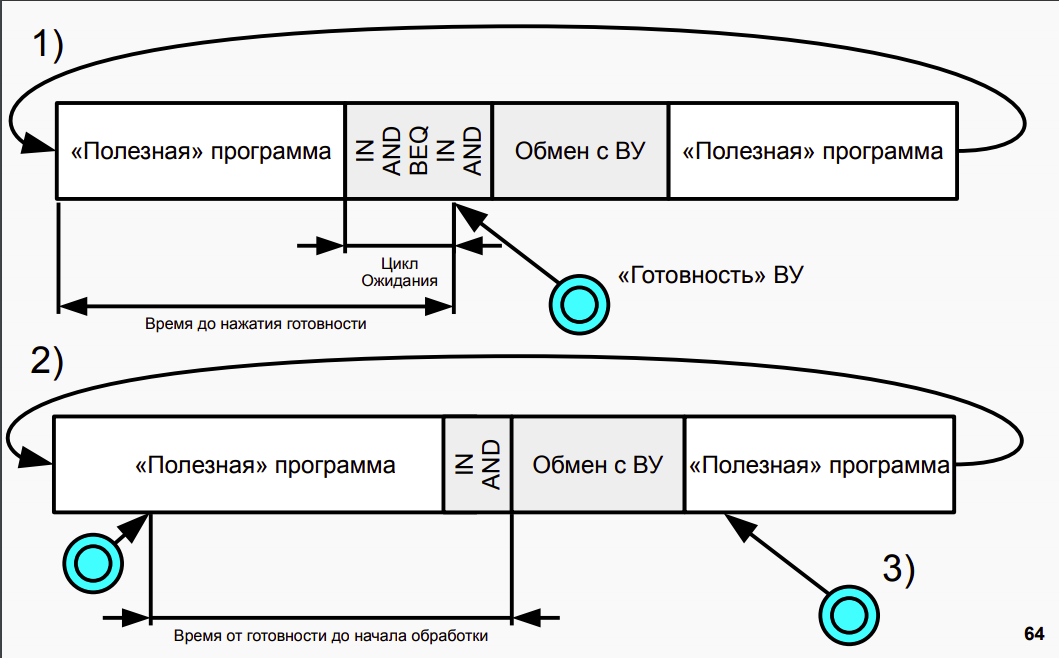 1)
«Полезная» программа
IN
AND
BEQ
IN
AND
Обмен с ВУ
«Полезная» программа
Цикл
Ожидания
«Готовность» ВУ
Время до нажатия готовности
2)
«Полезная» программа
IN
AND
Обмен с ВУ
«Полезная» программа
3)
Время от готовности до начала обработки
64